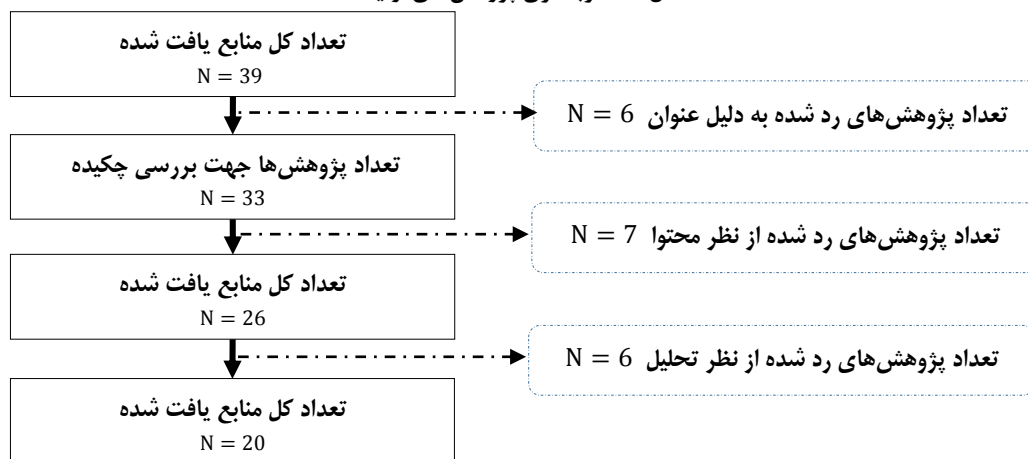 تعداد کل منابع یافت شده
N = 39
تعداد پژوهش‌های رد شده به دلیل عنوان N = 6
تعداد پژوهش‌ها جهت بررسی چکیده
N = 33
تعداد پژوهش‌های رد شده از نظر محتوا N = 7
تعداد کل منابع یافت شده
N = 26
تعداد پژوهش‌های رد شده از نظر تحلیل N = 6
تعداد کل منابع یافت شده
N = 20